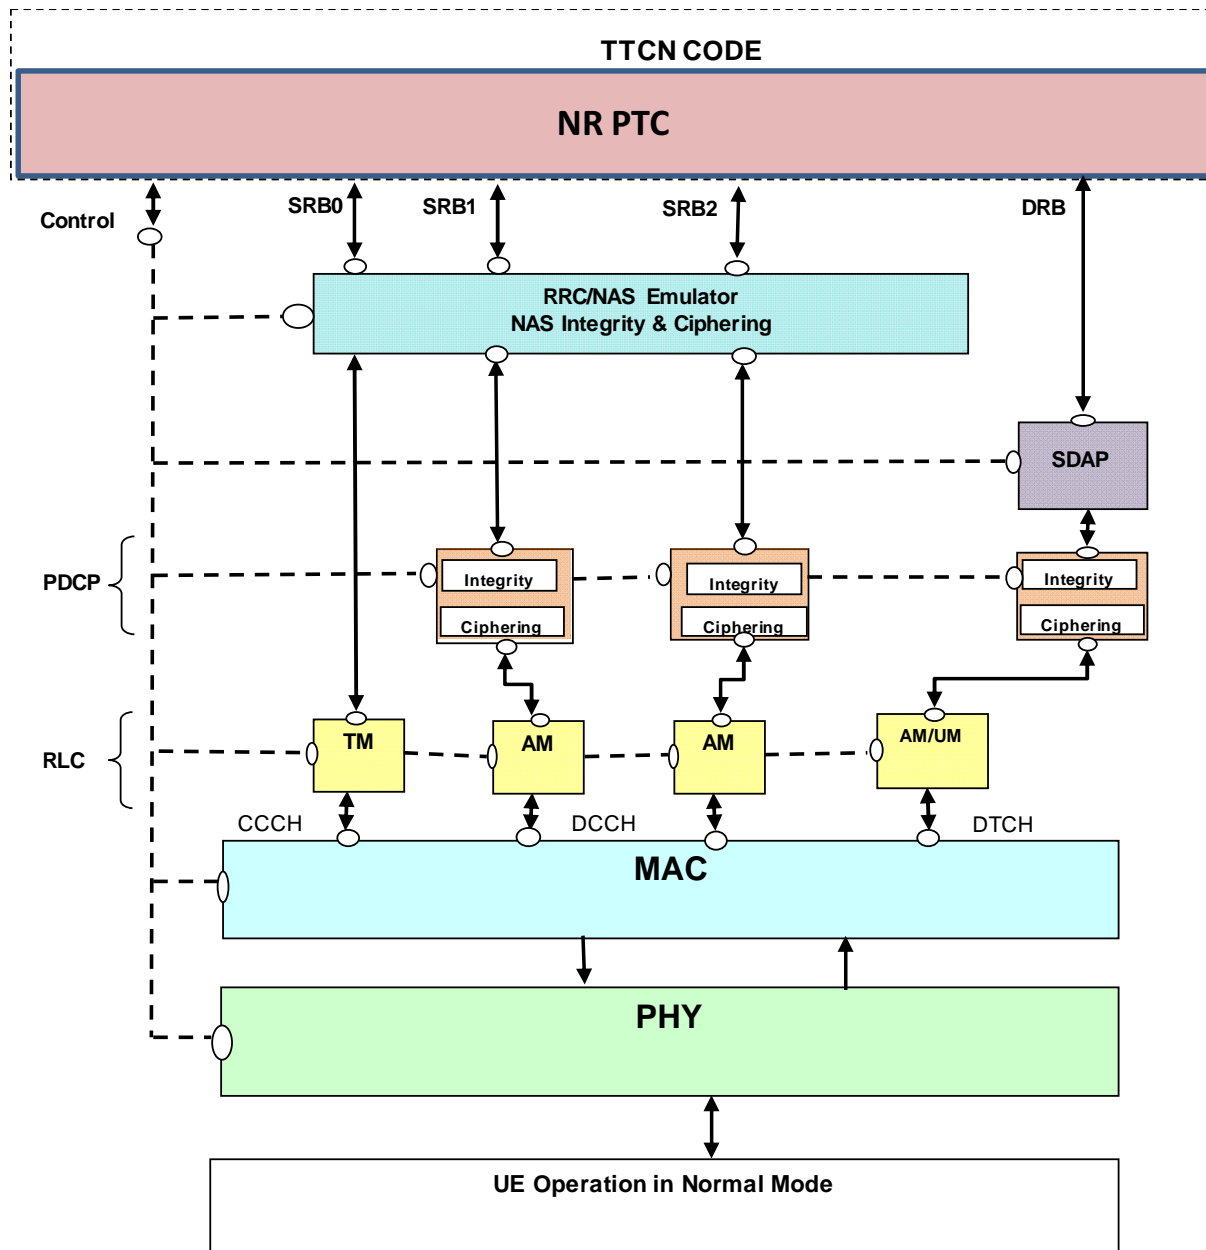 TTCN CODE
NR PTC
Control
SRB0
SRB1
SRB2
DRB
RRC/NAS Emulator
NAS Integrity & Ciphering
SDAP
PDCP
Integrity
Ciphering
Integrity
Ciphering
Integrity
Ciphering
RLC
TM
AM
AM
AM/UM
CCCH
DCCH
DTCH
MAC
PHY
UE Operation in Normal Mode